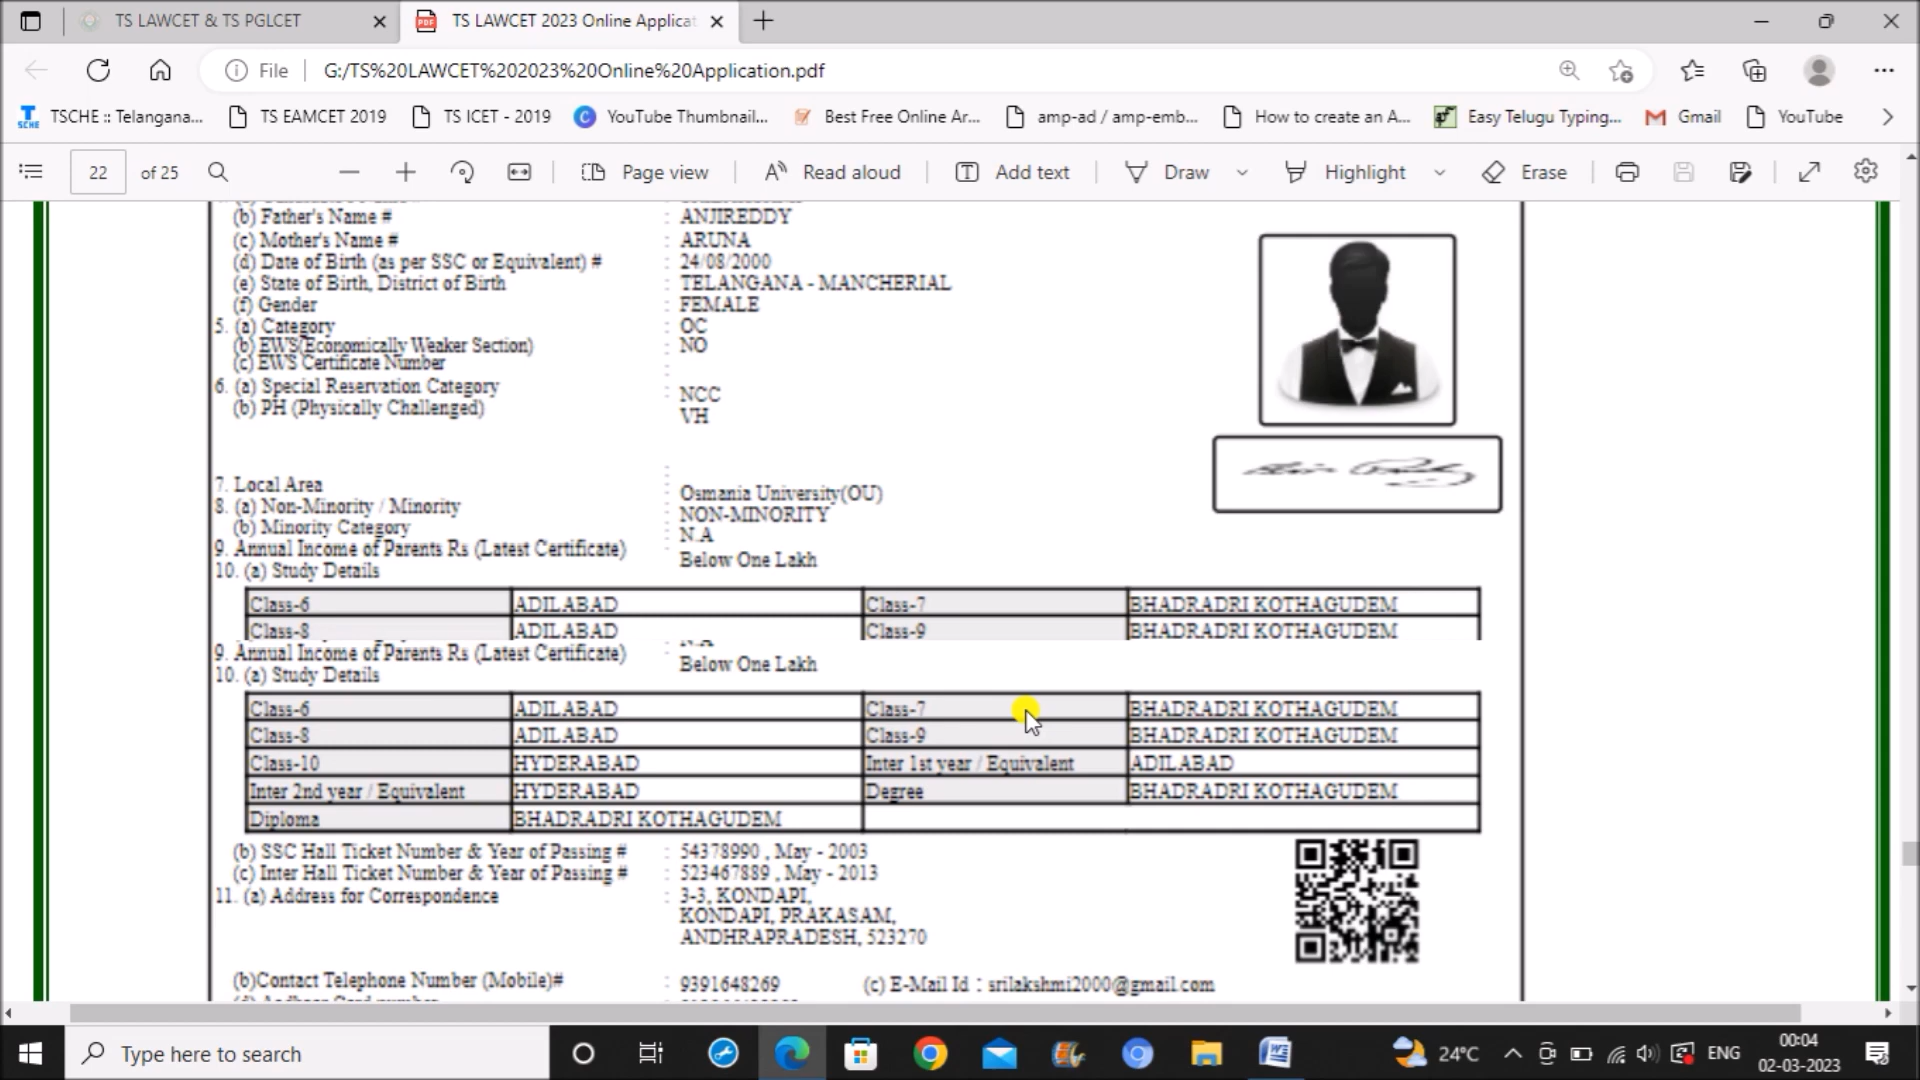 TS LAWCET & TS PGLCET
TS LAWCET 2023 Online Applicat
File
G:/TS%20LAWCET%202023%20Online%20Application.pdf
TSCHE :: Telangana...
TS EAMCET 2019
TS ICET - 2019
YouTube Thumbnail...
Best Free Online Ar...
amp-ad / amp-emb...
How to create an A...
Easy Telugu Typing...
Gmail
YouTube
22 of 25
Page view
Read aloud
Add text
Draw
Highlight
Erase
(b) Father's Name # : ANJIREDDY
(c) Mother's Name # : ARUNA
(d) Date of Birth (as per SSC or Equivalent) # : 24/08/2000
(e) State of Birth, District of Birth : TELANGANA - MANCHERIAL
(f) Gender : FEMALE
5. (a) Category : OC
(b) EWS(Economically Weaker Section) : NO
(c) EWS Certificate Number :
6. (a) Special Reservation Category : NCC
(b) PH (Physically Challenged) VH
7. Local Area : Osmania University(OU)
8. (a) Non-Minority / Minority : NON-MINORITY
(b) Minority Category : N.A
9. Annual Income of Parents Rs (Latest Certificate) : Below One Lakh
10. (a) Study Details
Class-6 ADILABAD Class-7 BHADRADRI KOTHAGUDEM
Class-8 ADILABAD Class-9 BHADRADRI KOTHAGUDEM
9. Annual Income of Parents Rs (Latest Certificate) : Below One Lakh
10. (a) Study Details
Class-6 ADILABAD Class-7 BHADRADRI KOTHAGUDEM
Class-8 ADILABAD Class-9 BHADRADRI KOTHAGUDEM
Class-10 HYDERABAD Inter 1st year / Equivalent ADILABAD
Inter 2nd year / Equivalent HYDERABAD Degree BHADRADRI KOTHAGUDEM
Diploma BHADRADRI KOTHAGUDEM
(b) SSC Hall Ticket Number & Year of Passing # : 54378990 , May - 2003
(c) Inter Hall Ticket Number & Year of Passing # : 523467889 , May - 2013
11. (a) Address for Correspondence : 3-3, KONDAPI,
KONDAPI, PRAKASAM,
ANDHRAPRADESH, 523270
(b)Contact Telephone Number (Mobile)# : 9391648269 (c) E-Mail Id : srilakshmi2000@gmail.com
Type here to search
24°C
ENG
00:04
02-03-2023